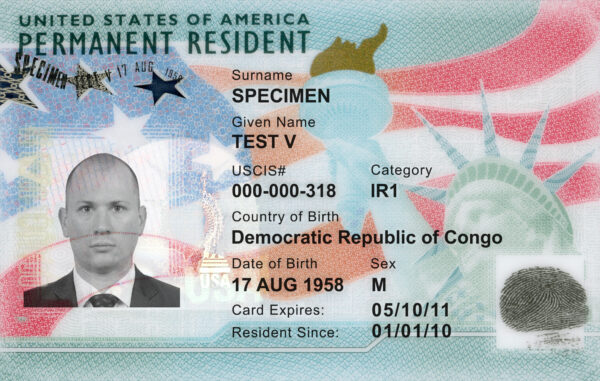 UNITED STATES OF AMERICA
PERMANENT RESIDENT
SPECIMEN TEST V 17 AUG 1958
Surname
SPECIMEN
Given Name
TEST V
USCIS# Category
000-000-318 IR1
Country of Birth
Democratic Republic of Congo
Date of Birth Sex
17 AUG 1958 M
USA
Card Expires: 05/10/11
Resident Since: 01/01/10